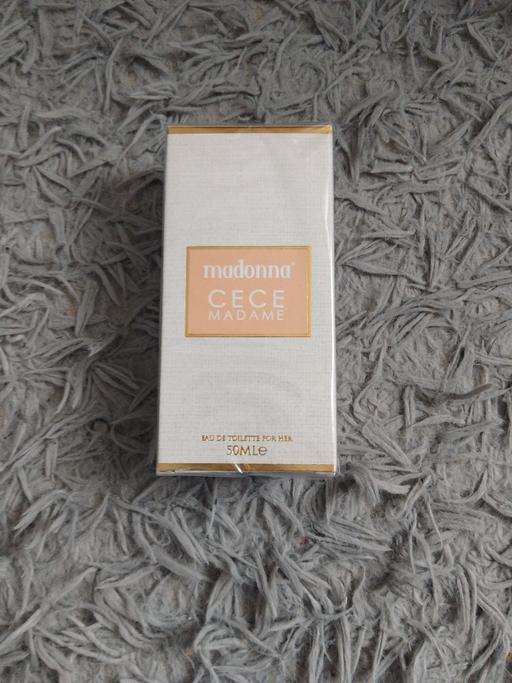 madonna®
CECE
MADAME
EAU DE TOILETTE FOR HER
50ML℮